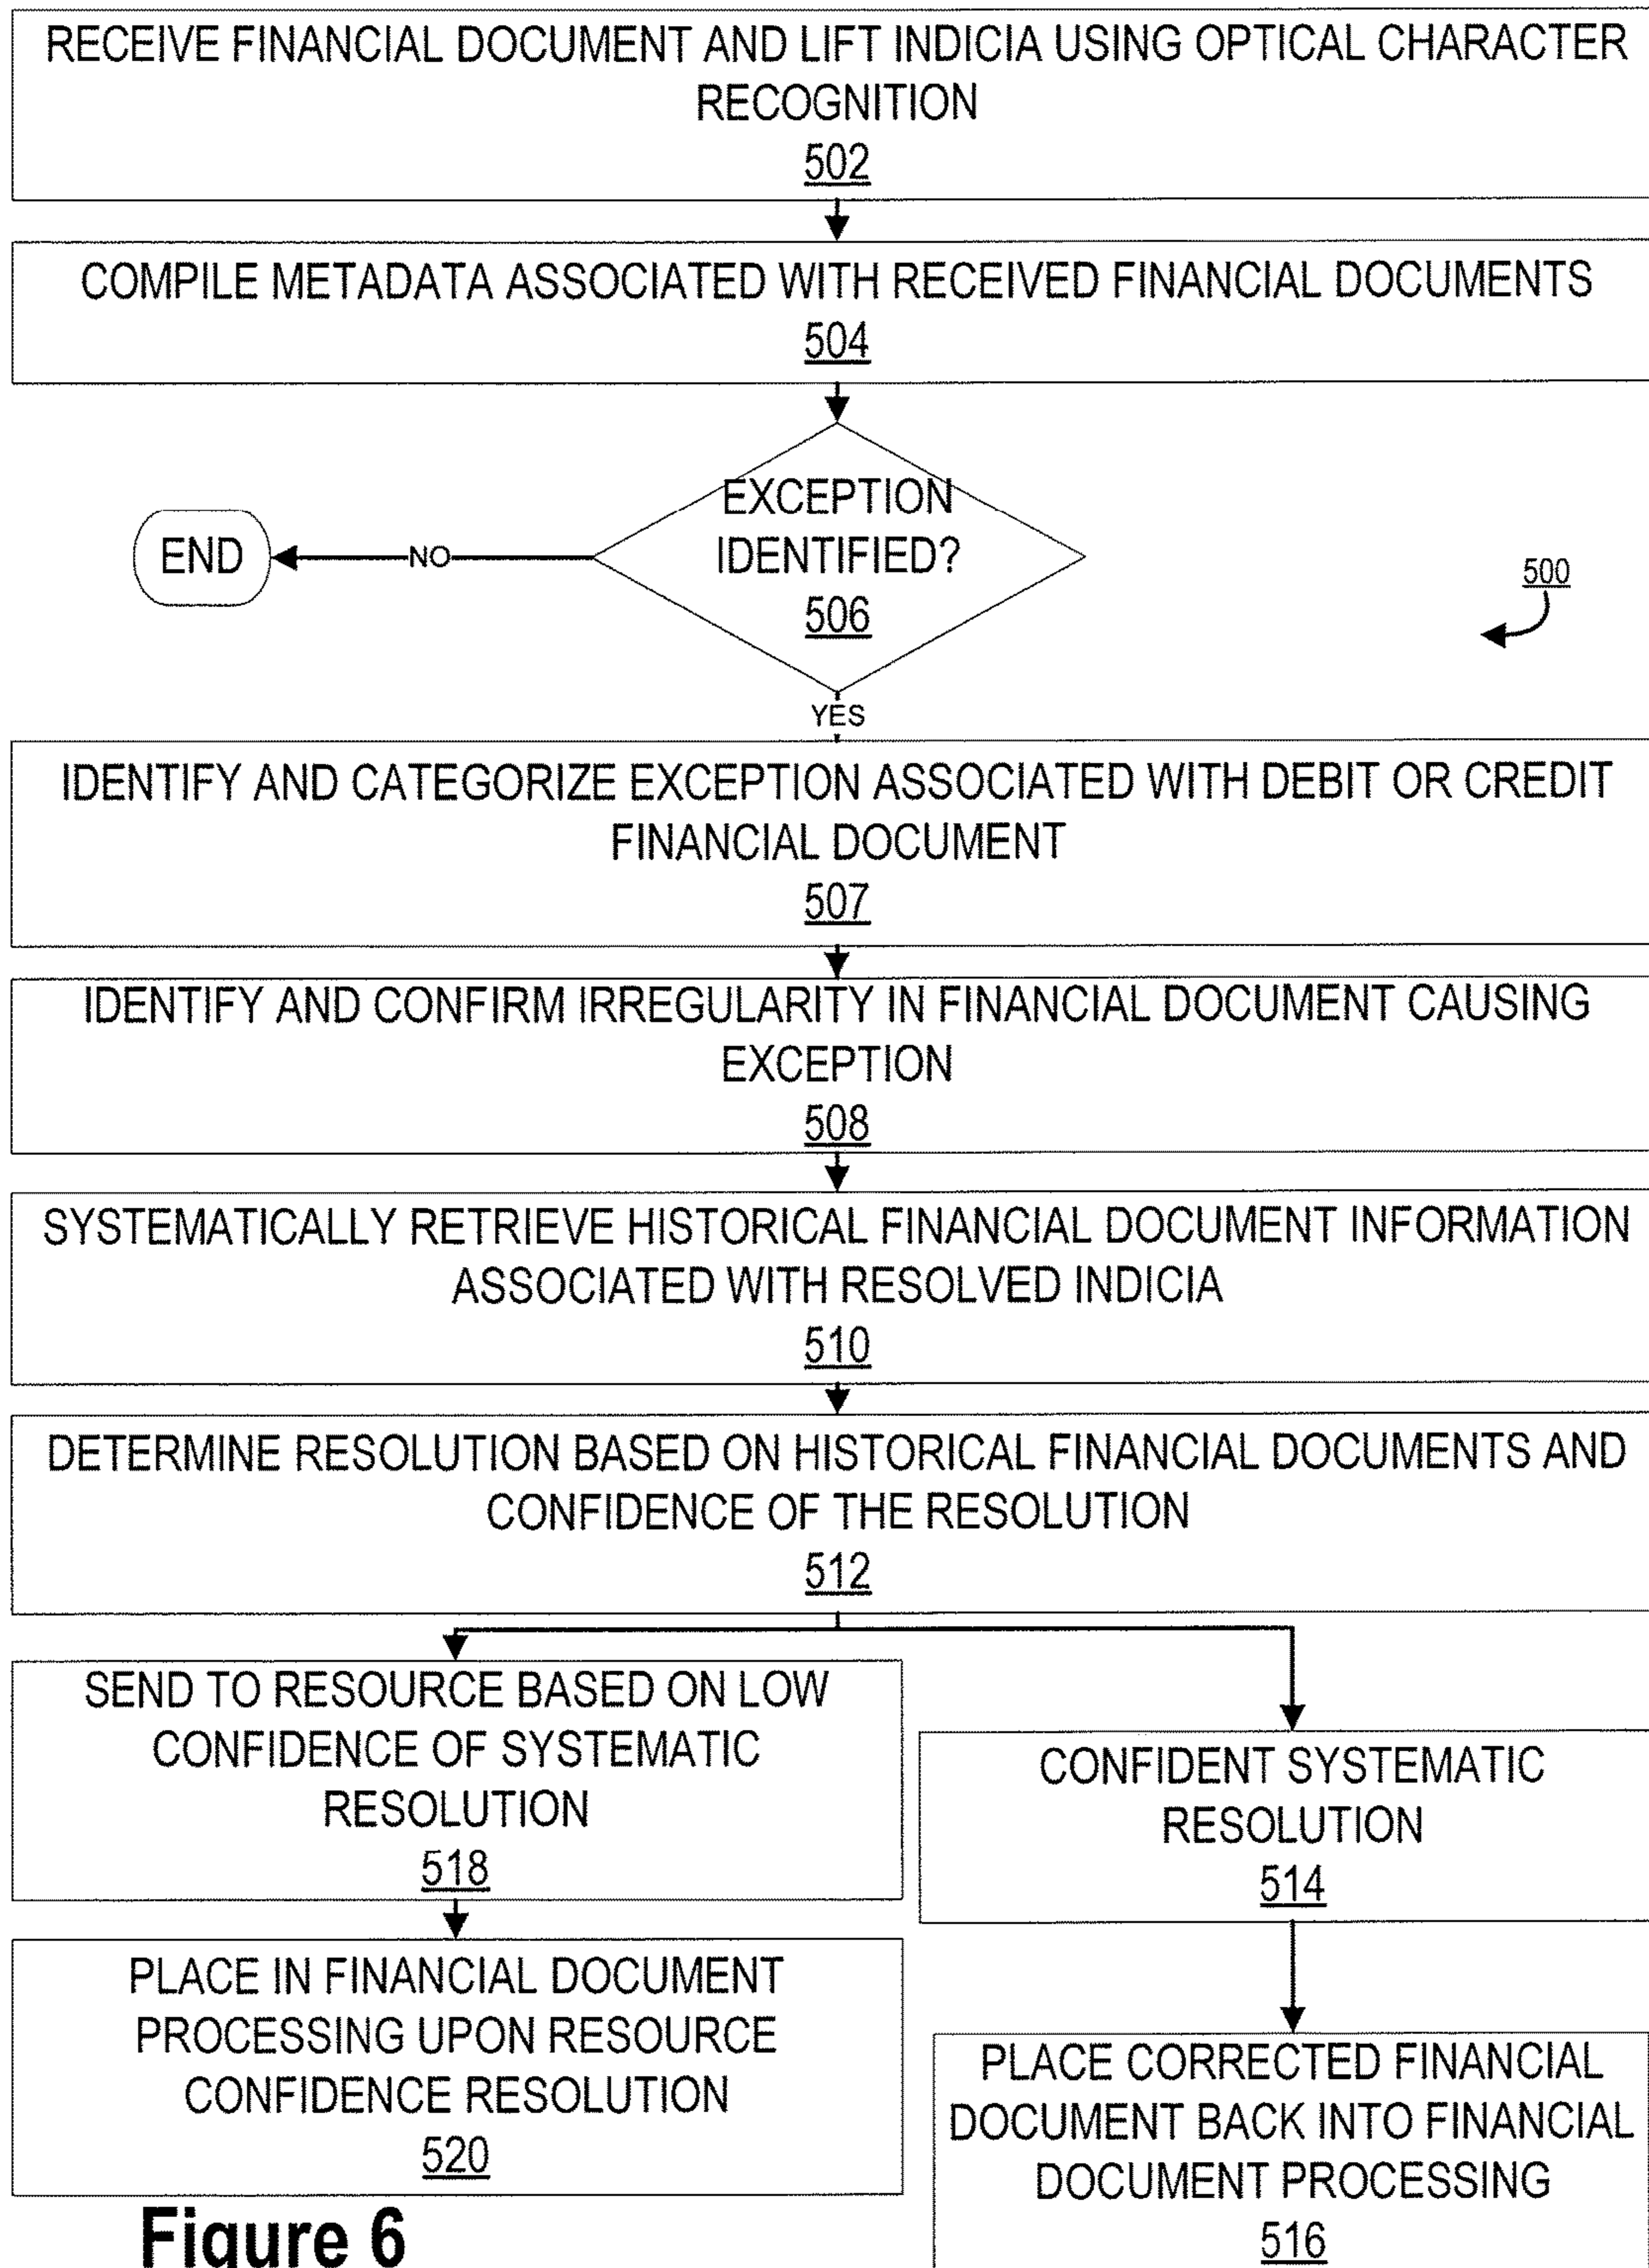 RECEIVE FINANCIAL DOCUMENT AND LIFT INDICIA USING OPTICAL CHARACTER
RECOGNITION
502
COMPILE METADATA ASSOCIATED WITH RECEIVED FINANCIAL DOCUMENTS
504
EXCEPTION
IDENTIFIED?
506
END
NO
500
YES
IDENTIFY AND CATEGORIZE EXCEPTION ASSOCIATED WITH DEBIT OR CREDIT
FINANCIAL DOCUMENT
507
IDENTIFY AND CONFIRM IRREGULARITY IN FINANCIAL DOCUMENT CAUSING
EXCEPTION
508
SYSTEMATICALLY RETRIEVE HISTORICAL FINANCIAL DOCUMENT INFORMATION
ASSOCIATED WITH RESOLVED INDICIA
510
DETERMINE RESOLUTION BASED ON HISTORICAL FINANCIAL DOCUMENTS AND
CONFIDENCE OF THE RESOLUTION
512
SEND TO RESOURCE BASED ON LOW
CONFIDENCE OF SYSTEMATIC
RESOLUTION
518
CONFIDENT SYSTEMATIC
RESOLUTION
514
PLACE IN FINANCIAL DOCUMENT
PROCESSING UPON RESOURCE
CONFIDENCE RESOLUTION
520
PLACE CORRECTED FINANCIAL
DOCUMENT BACK INTO FINANCIAL
DOCUMENT PROCESSING
516
Figure 6